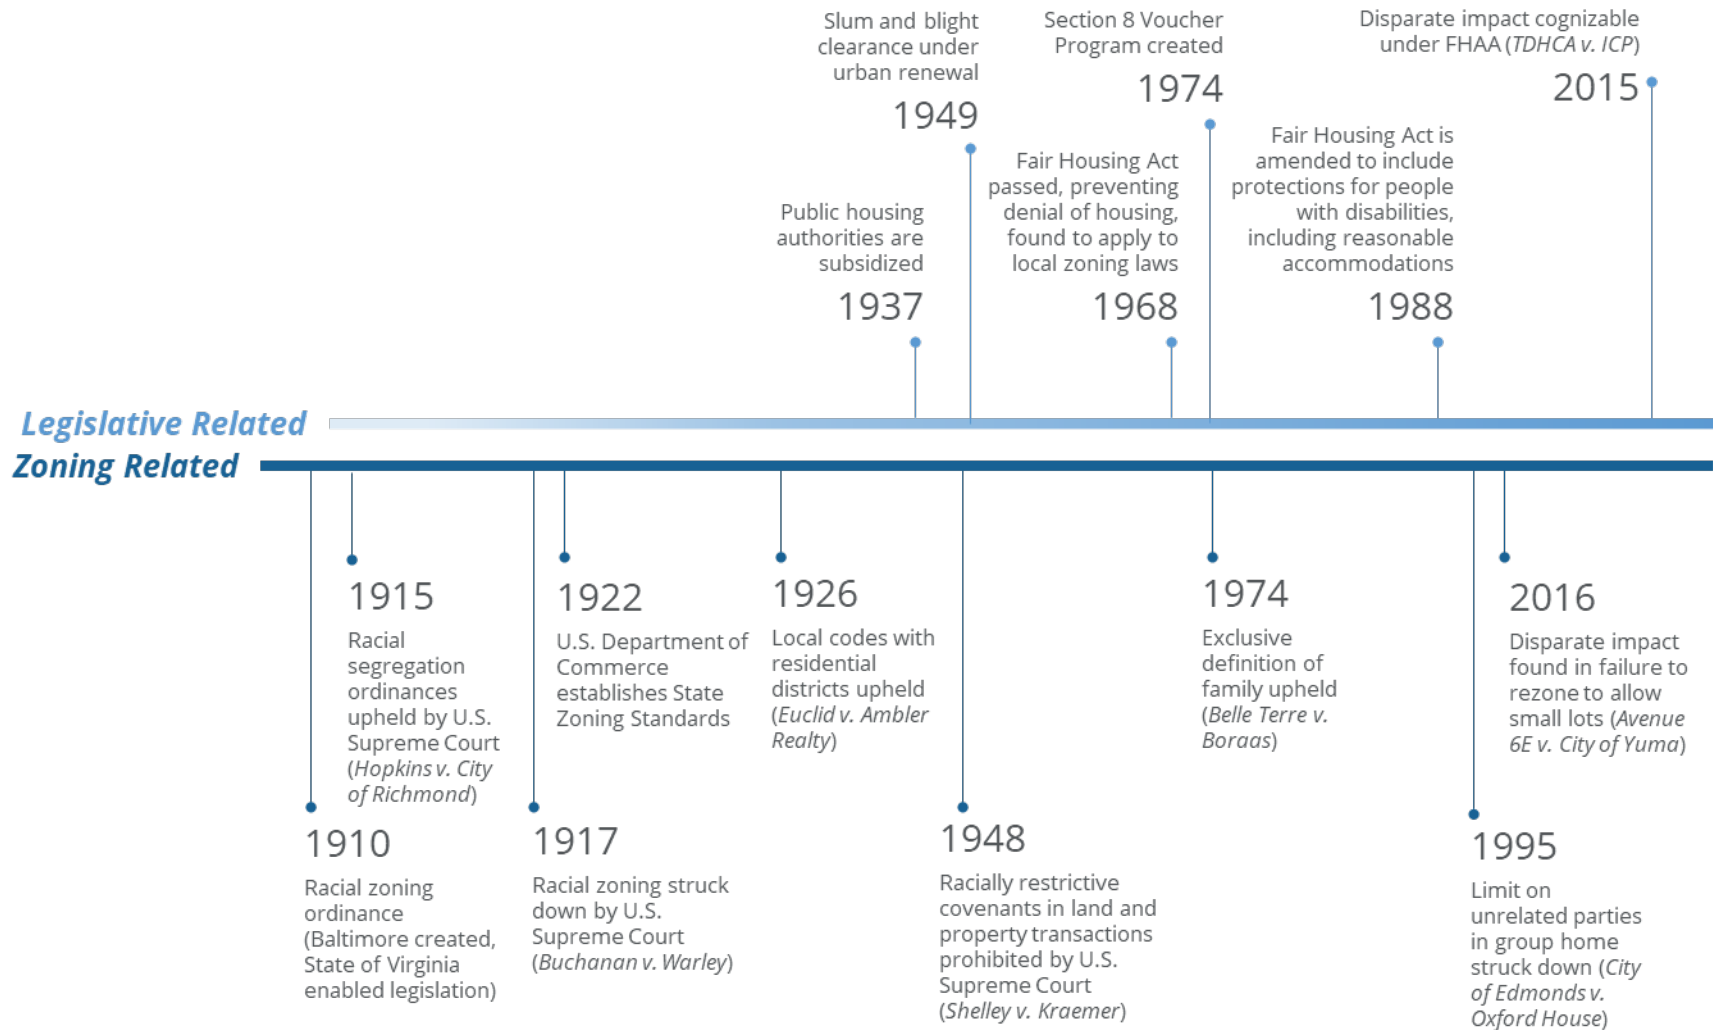 Slum and blight
clearance under
urban renewal
1949
Section 8 Voucher
Program created
1974
Disparate impact cognizable
under FHAA (TDHCA v. ICP)
2015
Public housing
authorities are
subsidized
1937
Fair Housing Act
passed, preventing
denial of housing,
found to apply to
local zoning laws
1968
Fair Housing Act is
amended to include
protections for people
with disabilities,
including reasonable
accommodations
1988
Legislative Related
Zoning Related
1915
Racial
segregation
ordinances
upheld by U.S.
Supreme Court
(Hopkins v. City
of Richmond)
1922
U.S. Department of
Commerce
establishes State
Zoning Standards
1926
Local codes with
residential
districts upheld
(Euclid v. Ambler
Realty)
1974
Exclusive
definition of
family upheld
(Belle Terre v.
Boraas)
2016
Disparate impact
found in failure to
rezone to allow
small lots (Avenue
6E v. City of Yuma)
1910
Racial zoning
ordinance
(Baltimore created,
State of Virginia
enabled legislation)
1917
Racial zoning struck
down by U.S.
Supreme Court
(Buchanan v. Warley)
1948
Racially restrictive
covenants in land and
property transactions
prohibited by U.S.
Supreme Court
(Shelley v. Kraemer)
1995
Limit on
unrelated parties
in group home
struck down (City
of Edmonds v.
Oxford House)